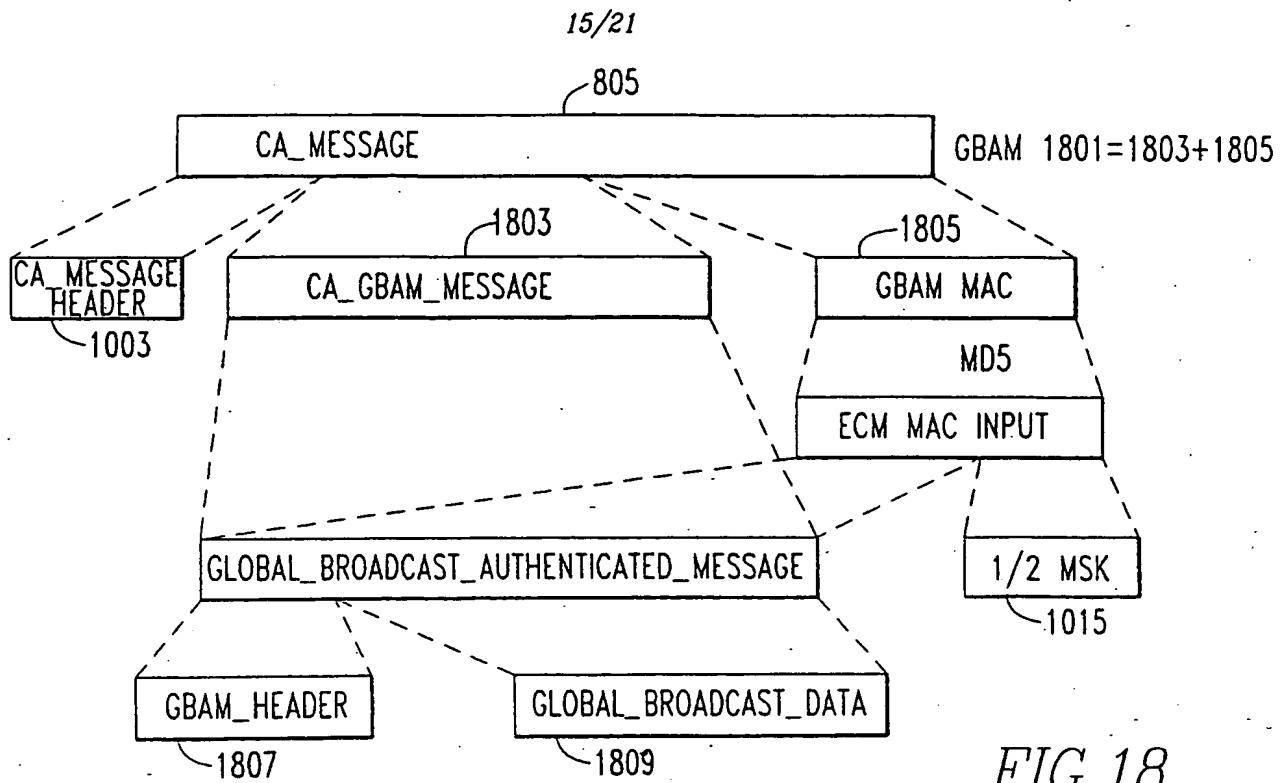 15/21
805
CA_MESSAGE
GBAM 1801=1803+1805
1803
1805
CA_MESSAGE
HEADER
CA_GBAM_MESSAGE
GBAM MAC
1003
MD5
ECM MAC INPUT
GLOBAL_BROADCAST_AUTHENTICATED_MESSAGE
1/2 MSK
1015
GBAM_HEADER
GLOBAL_BROADCAST_DATA
1807
1809
FIG 18